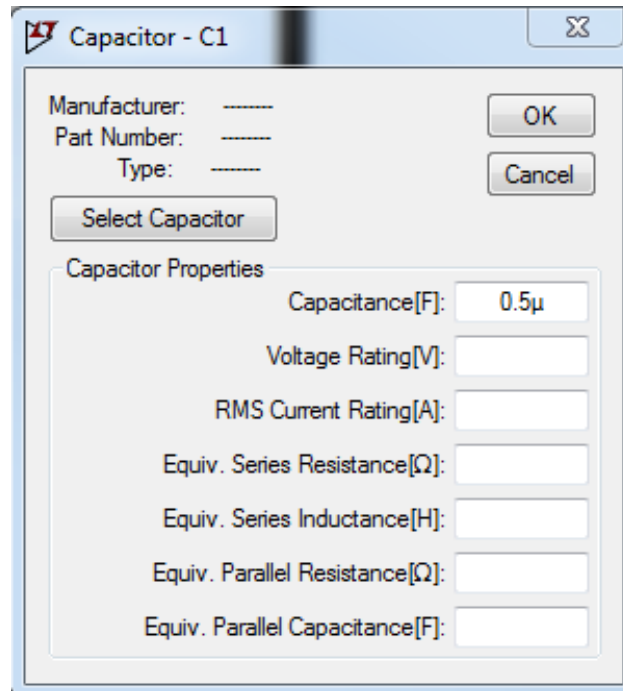 Capacitor - C1
Manufacturer: --------
Part Number: --------
Type: --------
OK
Cancel
Select Capacitor
Capacitor Properties
Capacitance[F]: 0.5µ
Voltage Rating[V]:
RMS Current Rating[A]:
Equiv. Series Resistance[Ω]:
Equiv. Series Inductance[H]:
Equiv. Parallel Resistance[Ω]:
Equiv. Parallel Capacitance[F]: